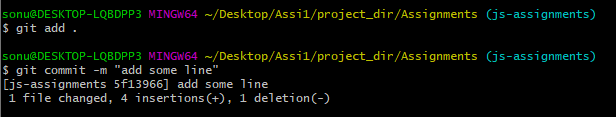 sonu@DESKTOP-LQBDPP3 MINGW64 ~/Desktop/Assi1/project_dir/Assignments (js-assignments)
$ git add .
sonu@DESKTOP-LQBDPP3 MINGW64 ~/Desktop/Assi1/project_dir/Assignments (js-assignments)
$ git commit -m "add some line"
[js-assignments 5f13966] add some line
 1 file changed, 4 insertions(+), 1 deletion(-)